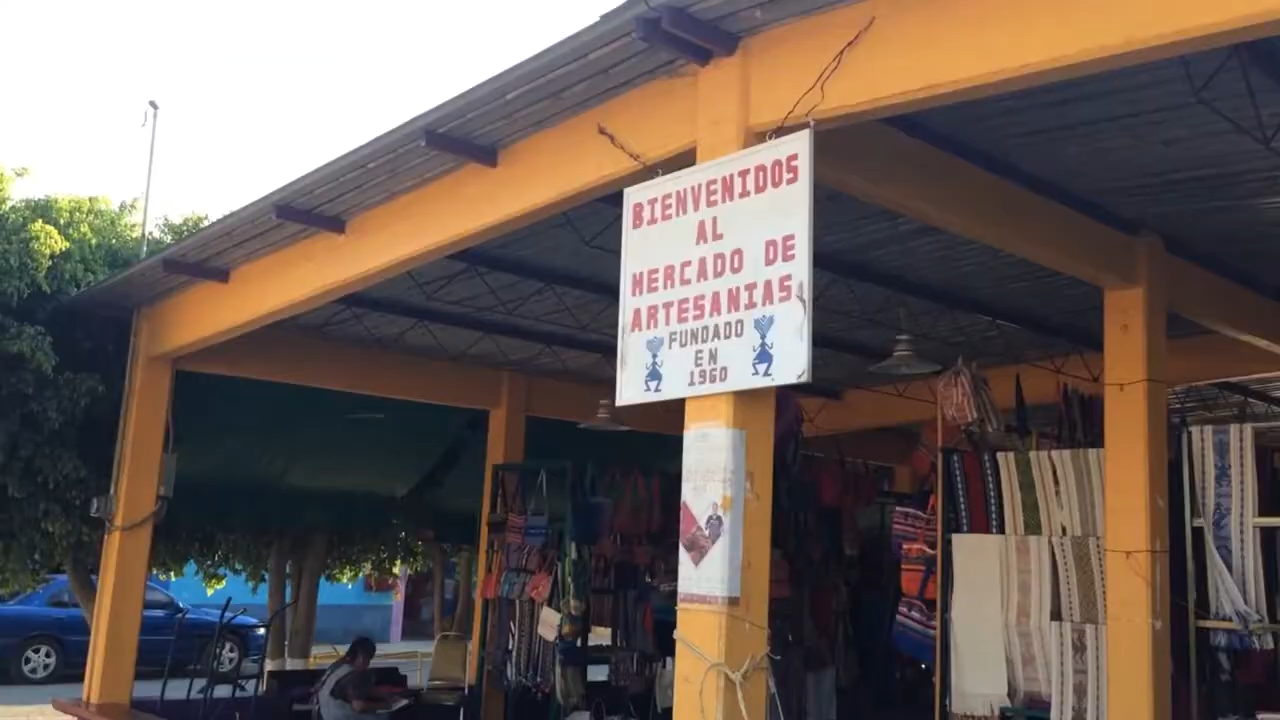 BIENVENIDOS
AL
MERCADO DE
ARTESANIAS
FUNDADO
EN
1960